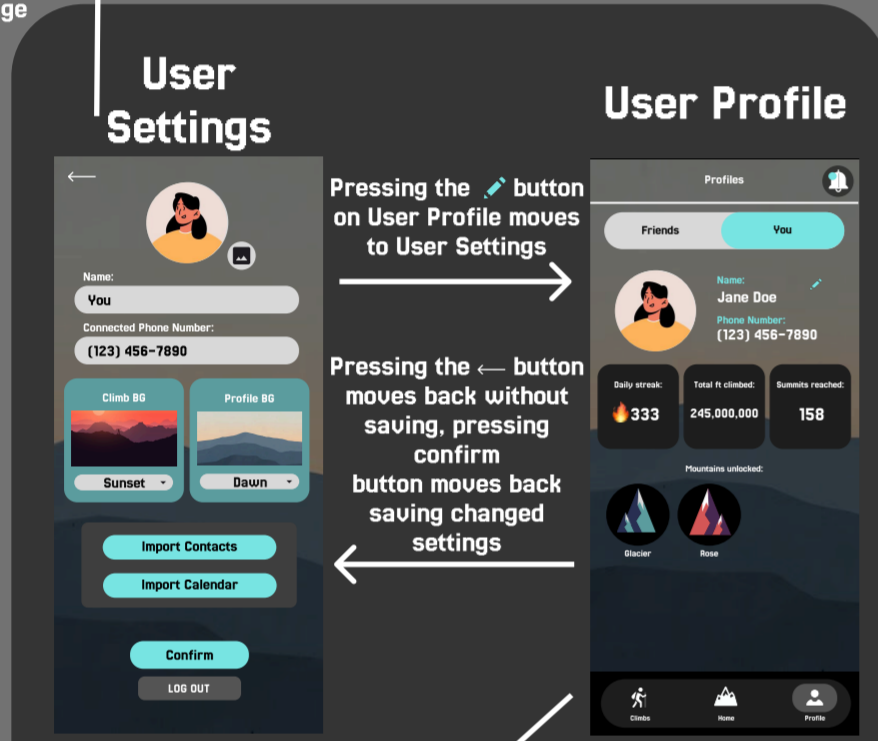 ge
User
Settings
Name:
You
Connected Phone Number:
(123) 456-7890
Climb BG
Profile BG
Sunset
Dawn
Import Contacts
Import Calendar
Confirm
LOG OUT
Pressing the button
on User Profile moves
to User Settings
Pressing the ← button
moves back without
saving, pressing
confirm
button moves back
saving changed
settings
User Profile
Profiles
Friends
You
Name:
Jane Doe
Phone Number:
(123) 456-7890
Daily streak:
🔥333
Total ft climbed:
245,000,000
Summits reached:
158
Mountains unlocked:
Glacier
Rose
Climbs
Home
Profile